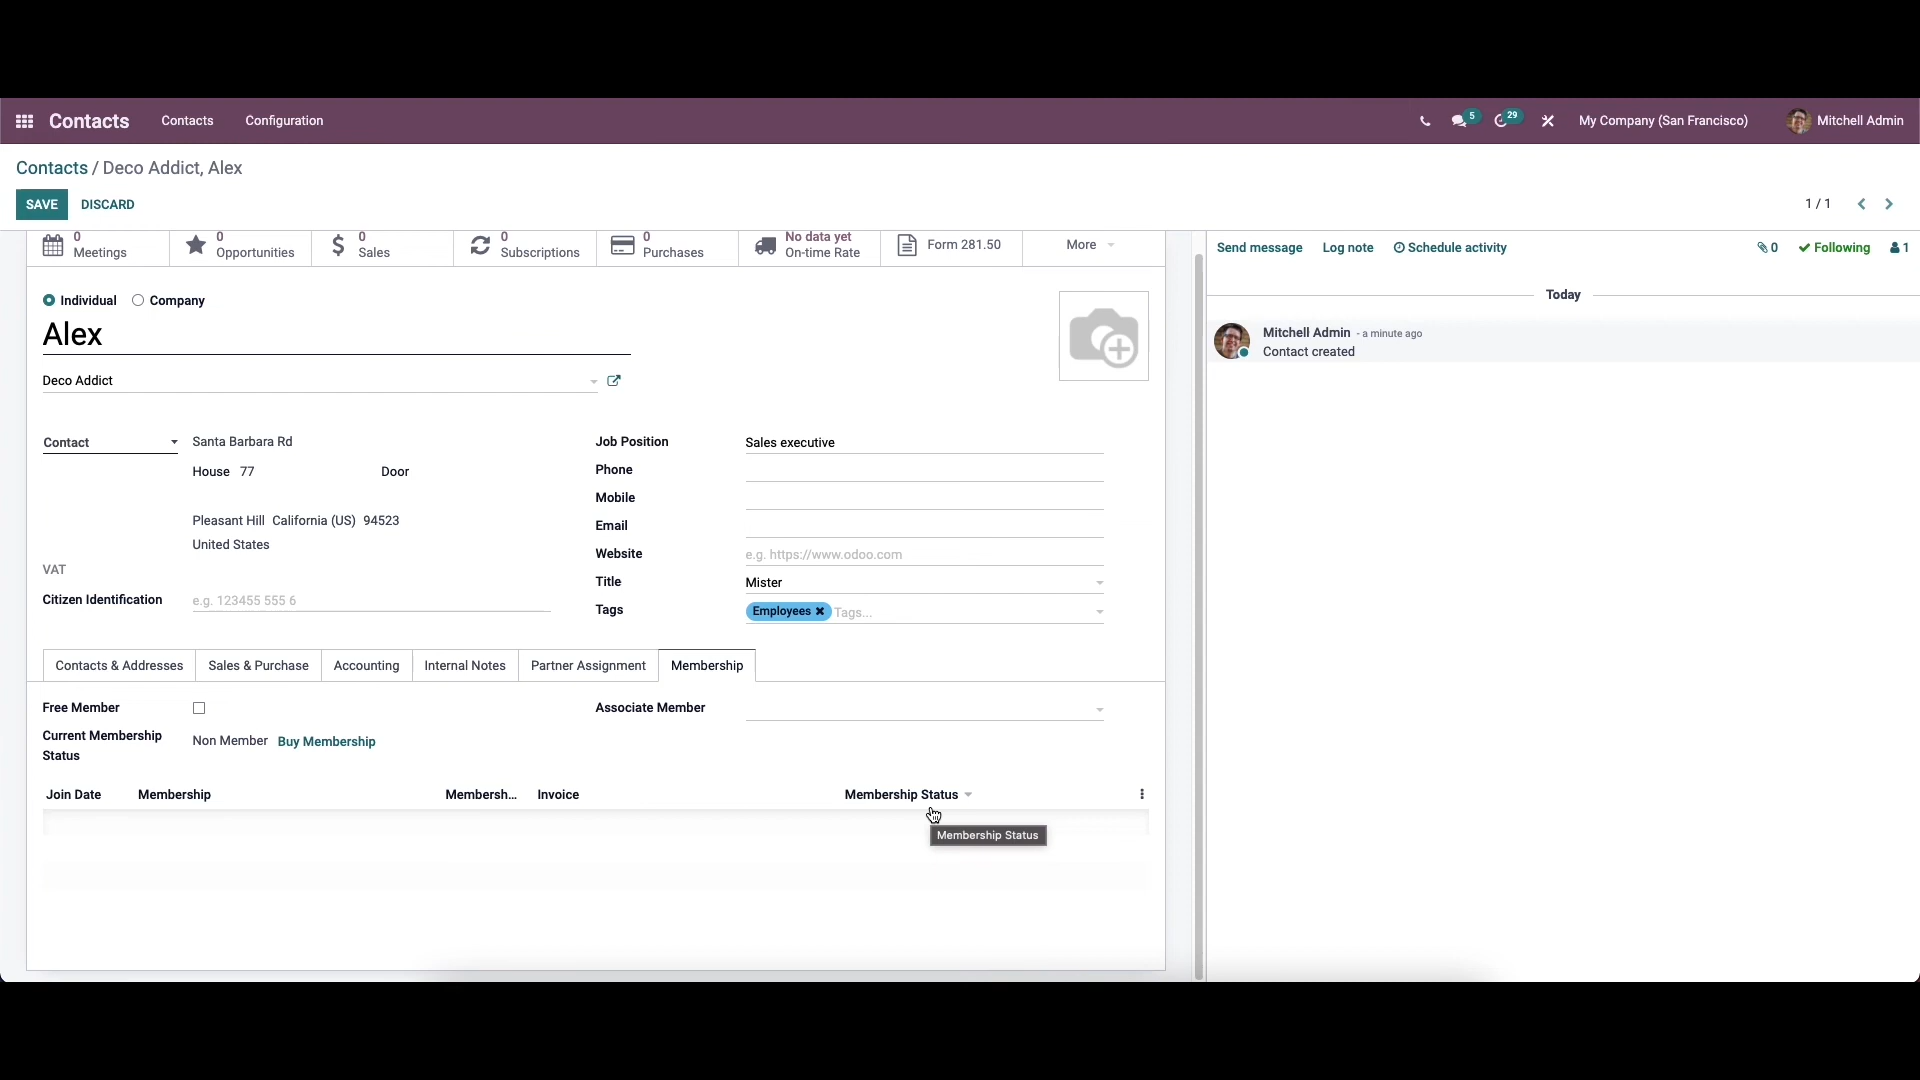 Contacts Contacts Configuration 5 29 My Company (San Francisco) Mitchell Admin
Contacts / Deco Addict, Alex
SAVE DISCARD 1 / 1
0 Meetings
0 Opportunities
0 Sales
0 Subscriptions
0 Purchases
No data yet On-time Rate
Form 281.50
More
Send message Log note Schedule activity 0 Following 1
Today
Mitchell Admin - a minute ago
Contact created
Individual Company
Alex
Deco Addict
Contact Santa Barbara Rd
House 77 Door
Pleasant Hill California (US) 94523
United States
VAT
Citizen Identification e.g. 123455 555 6
Job Position Sales executive
Phone
Mobile
Email
Website e.g. https://www.odoo.com
Title Mister
Tags Employees Tags...
Contacts & Addresses Sales & Purchase Accounting Internal Notes Partner Assignment Membership
Free Member Associate Member
Current Membership Status Non Member Buy Membership
Join Date Membership Membersh... Invoice Membership Status
Membership Status